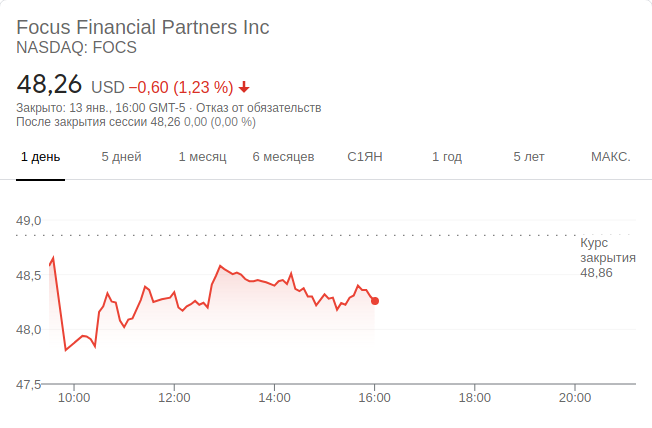 Focus Financial Partners Inc
NASDAQ: FOCS
48,26 USD −0,60 (1,23 %)
Закрыто: 13 янв., 16:00 GMT-5 · Отказ от обязательств
После закрытия сессии 48,26 0,00 (0,00 %)
1 день 5 дней 1 месяц 6 месяцев С1ЯН 1 год 5 лет МАКС.
49,0
Курс
закрытия
48,86
48,5
48,0
47,5
10:00 12:00 14:00 16:00 18:00 20:00